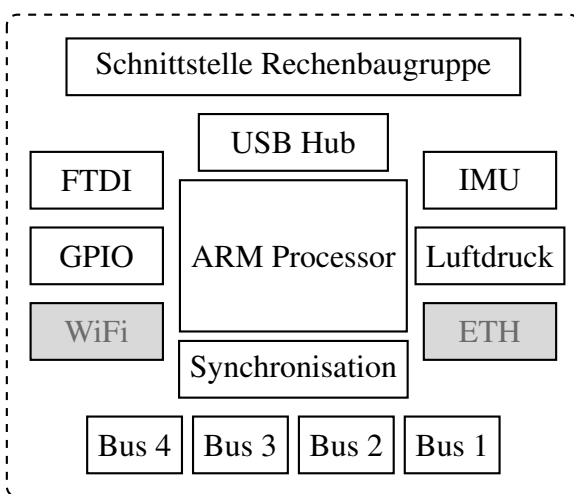 Schnittstelle Rechenbaugruppe
USB Hub
FTDI
IMU
GPIO
ARM Processor
Luftdruck
WiFi
ETH
Synchronisation
Bus 4
Bus 3
Bus 2
Bus 1